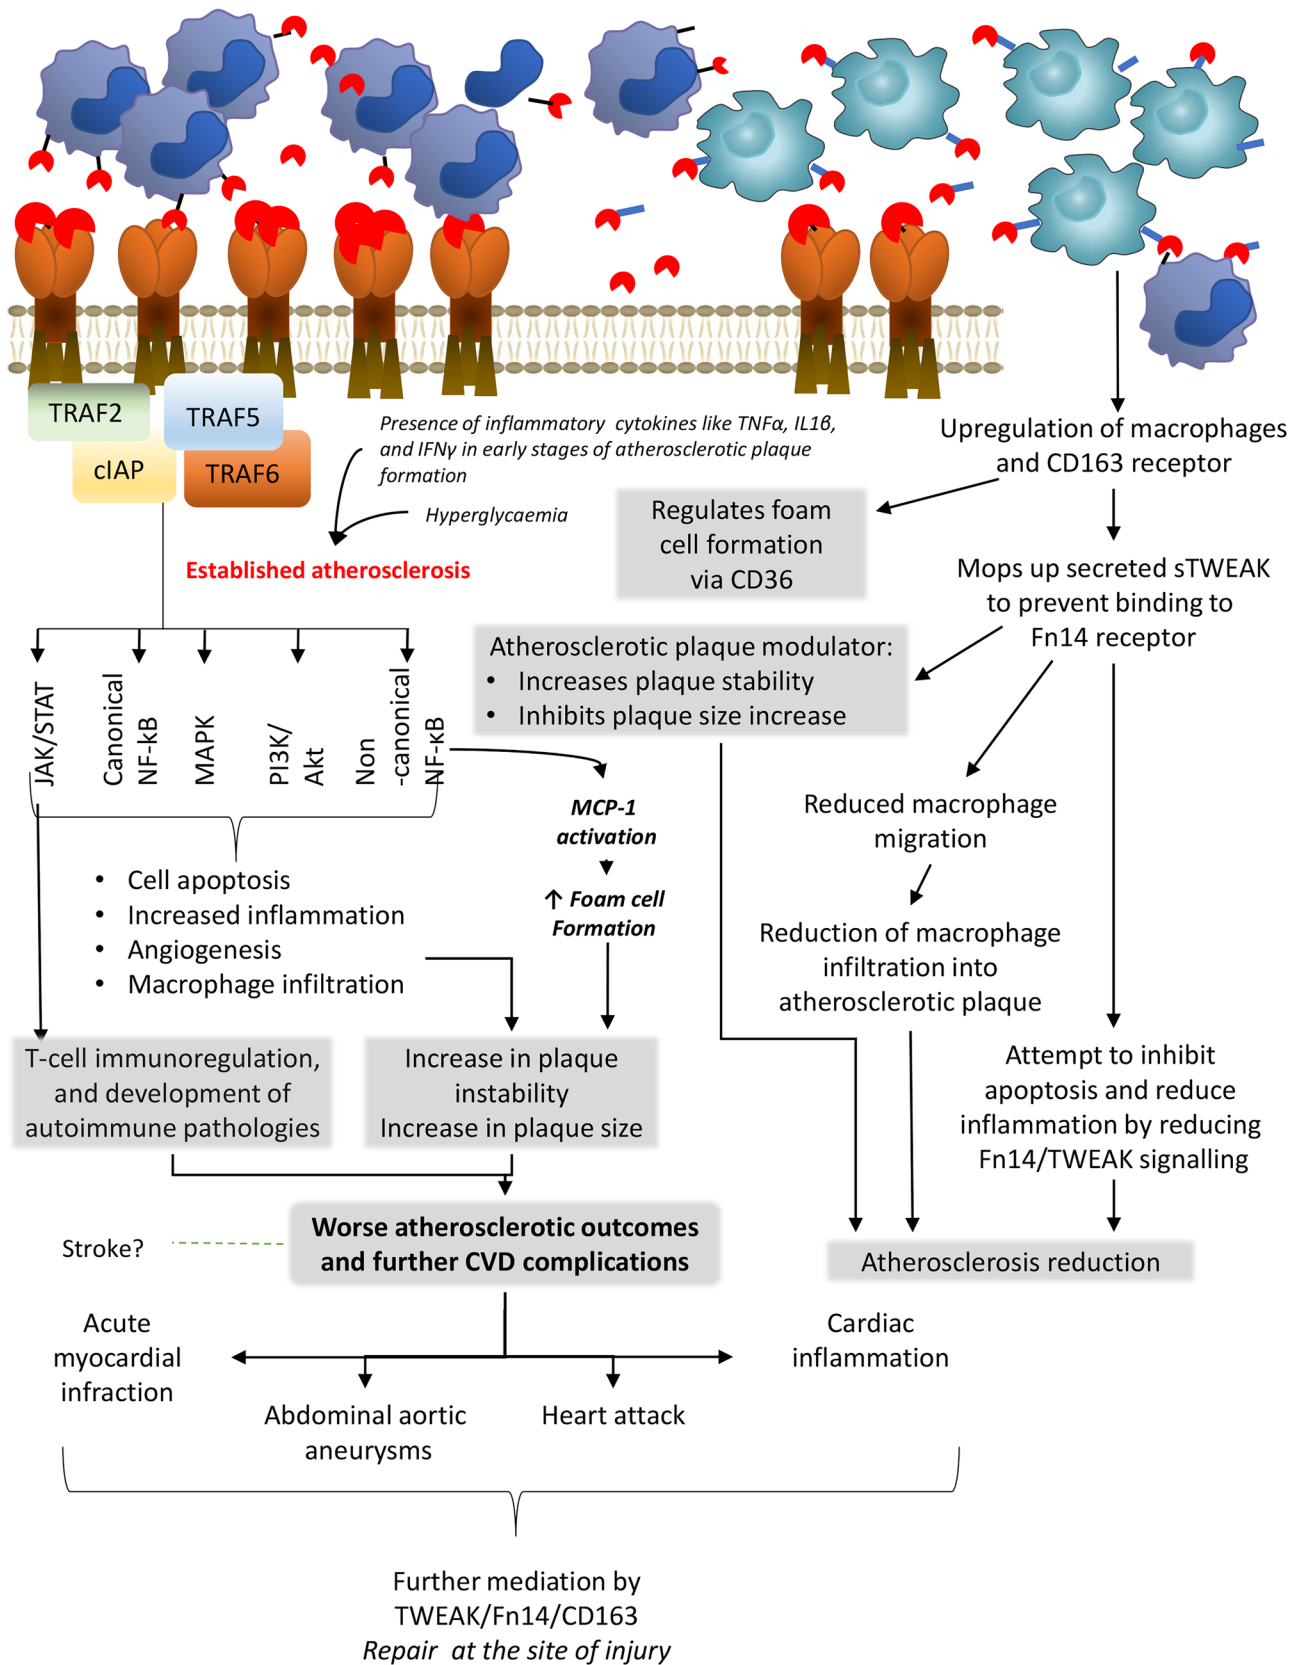 TRAF2
TRAF5
cIAP
TRAF6
Presence of inflammatory cytokines like TNFα, IL1ß,
and IFNγ in early stages of atherosclerotic plaque
formation
Hyperglycaemia
Established atherosclerosis
Upregulation of macrophages
and CD163 receptor
Regulates foam
cell formation
via CD36
Mops up secreted sTWEAK
to prevent binding to
Fn14 receptor
Atherosclerotic plaque modulator:
• Increases plaque stability
• Inhibits plaque size increase
JAK/STAT
Canonical
NF-kB
MAPK
PI3K/
Akt
Non
-canonical
NF-κB
MCP-1
activation
↑ Foam cell
Formation
Reduced macrophage
migration
• Cell apoptosis
• Increased inflammation
• Angiogenesis
• Macrophage infiltration
Reduction of macrophage
infiltration into
atherosclerotic plaque
T-cell immunoregulation,
and development of
autoimmune pathologies
Increase in plaque
instability
Increase in plaque size
Attempt to inhibit
apoptosis and reduce
inflammation by reducing
Fn14/TWEAK signalling
Stroke?
Worse atherosclerotic outcomes
and further CVD complications
Atherosclerosis reduction
Acute
myocardial
infraction
Abdominal aortic
aneurysms
Heart attack
Cardiac
inflammation
Further mediation by
TWEAK/Fn14/CD163
Repair at the site of injury